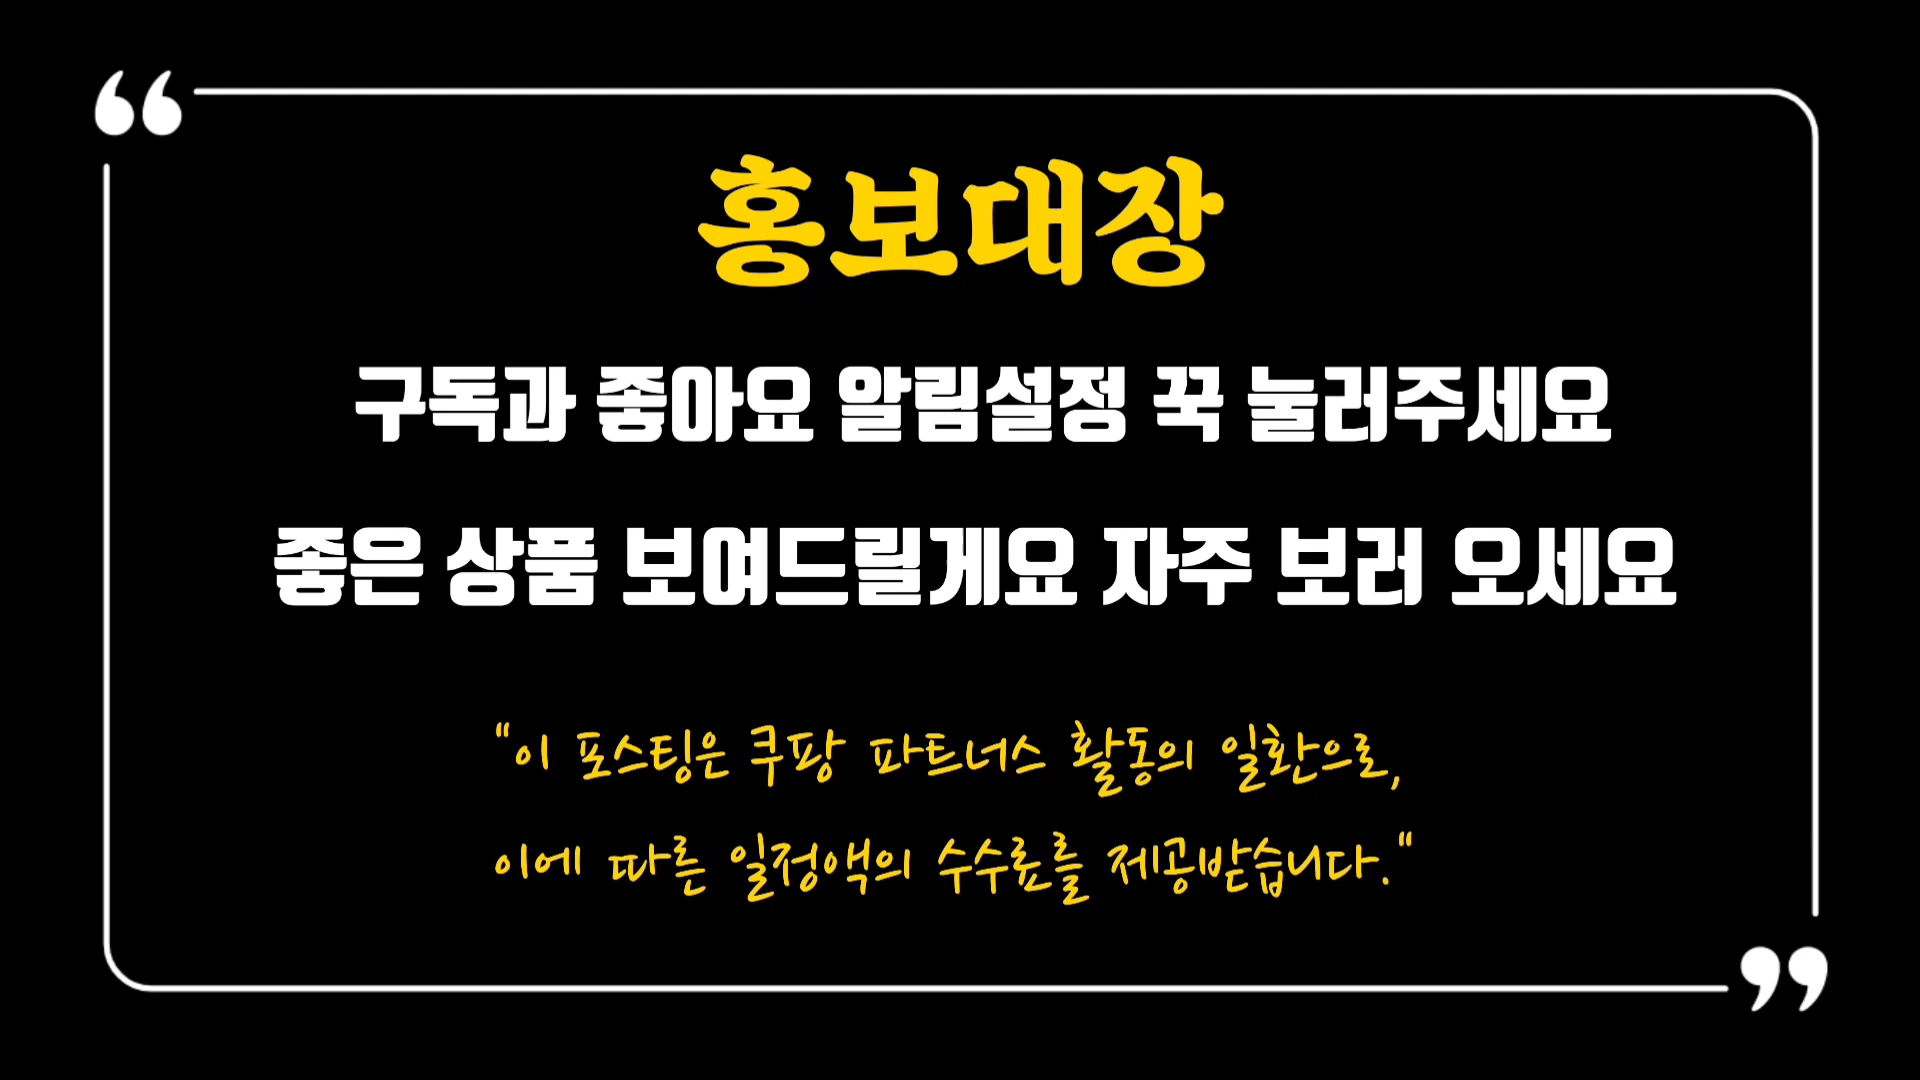 홍보대장
구독과 좋아요 알림설정 꾹 눌러주세요
좋은 상품 보여드릴게요 자주 보러 오세요
"이 포스팅은 쿠팡 파트너스 활동의 일환으로,
이에 따른 일정액의 수수료를 제공받습니다."